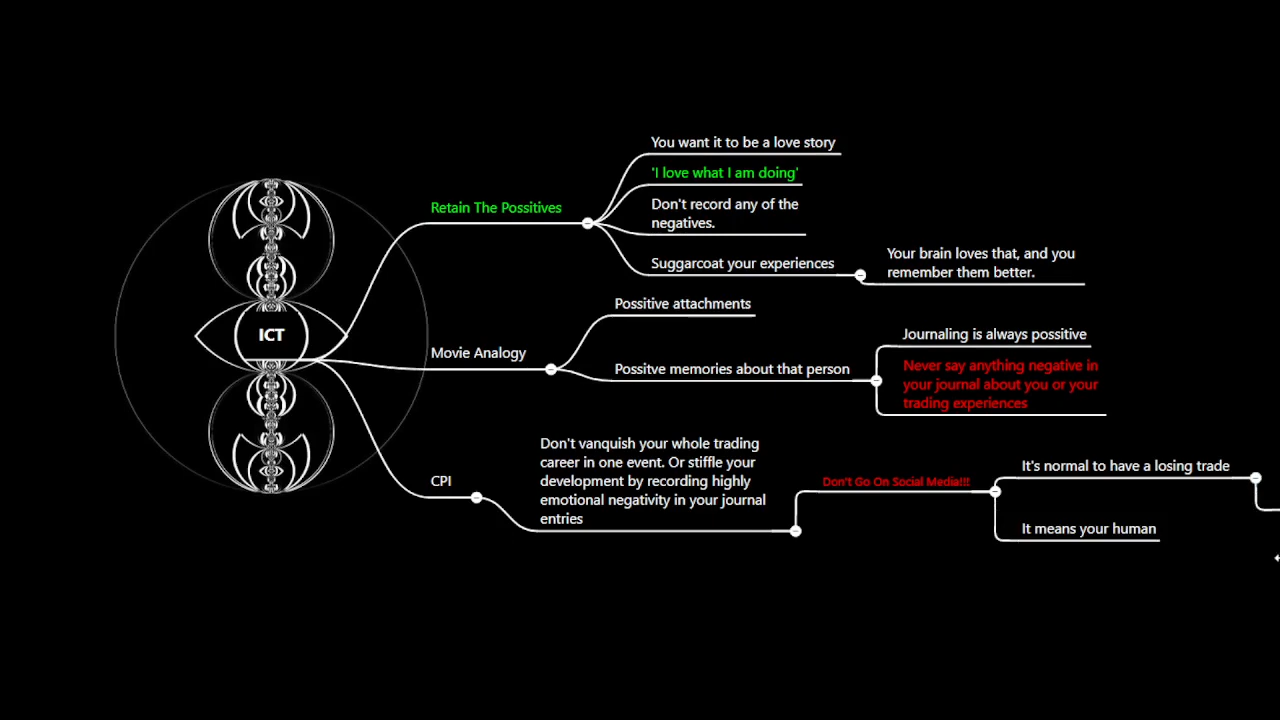 ICT
Retain The Possitives
You want it to be a love story
'I love what I am doing'
Don't record any of the
negatives.
Suggarcoat your experiences
Your brain loves that, and you
remember them better.
Movie Analogy
Possitive attachments
Possitve memories about that person
Journaling is always possitive
Never say anything negative in
your journal about you or your
trading experiences
CPI
Don't vanquish your whole trading
career in one event. Or stiffle your
development by recording highly
emotional negativity in your journal
entries
Don't Go On Social Media!!!
It's normal to have a losing trade
It means your human